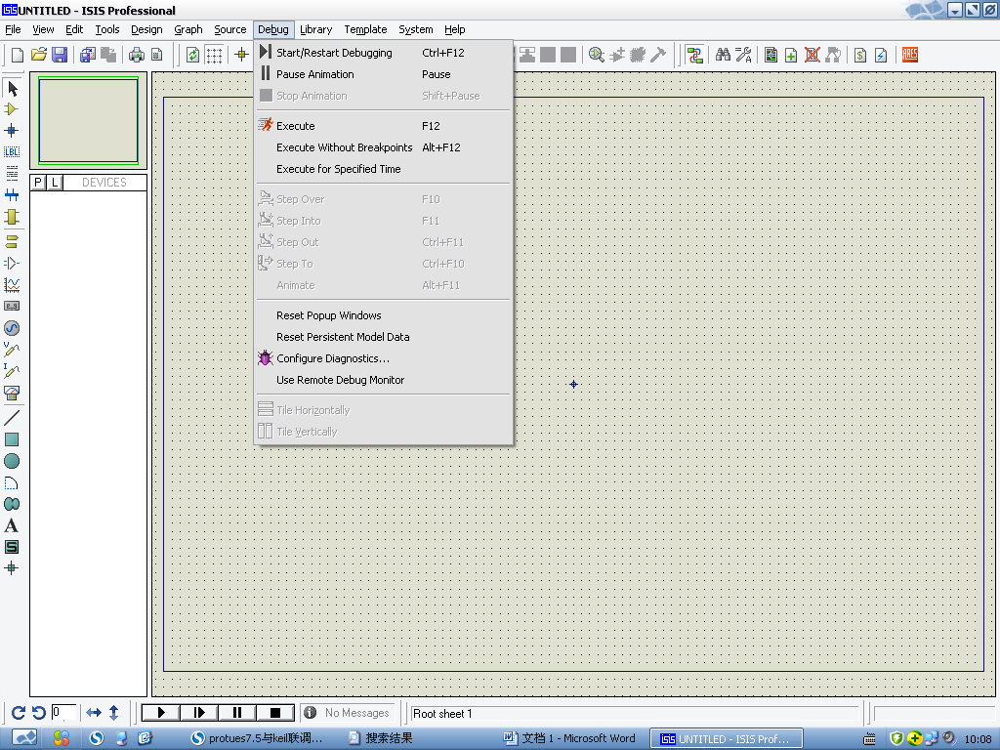 ISIS UNTITLED - ISIS Professional
File View Edit Tools Design Graph Source Debug Library Template System Help
ARES
Start/Restart Debugging Ctrl+F12
Pause Animation Pause
Stop Animation Shift+Pause
Execute F12
Execute Without Breakpoints Alt+F12
Execute for Specified Time
Step Over F10
Step Into F11
Step Out Ctrl+F11
Step To Ctrl+F10
Animate Alt+F11
Reset Popup Windows
Reset Persistent Model Data
Configure Diagnostics...
Use Remote Debug Monitor
Tile Horizontally
Tile Vertically
LBL
P L DEVICES
A
S
0
No Messages
Root sheet 1
protues7.5与keil联调...
搜索结果
文档 1 - Microsoft Word
ISIS UNTITLED - ISIS Prof...
10:08